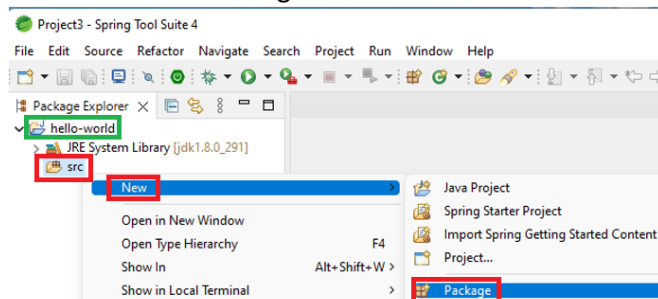 Project3 - Spring Tool Suite 4
File Edit Source Refactor Navigate Search Project Run Window Help
Package Explorer
hello-world
JRE System Library [jdk1.8.0_291]
src
New
Open in New Window
Open Type Hierarchy F4
Show In Alt+Shift+W >
Show in Local Terminal >
Java Project
Spring Starter Project
Import Spring Getting Started Content
Project...
Package